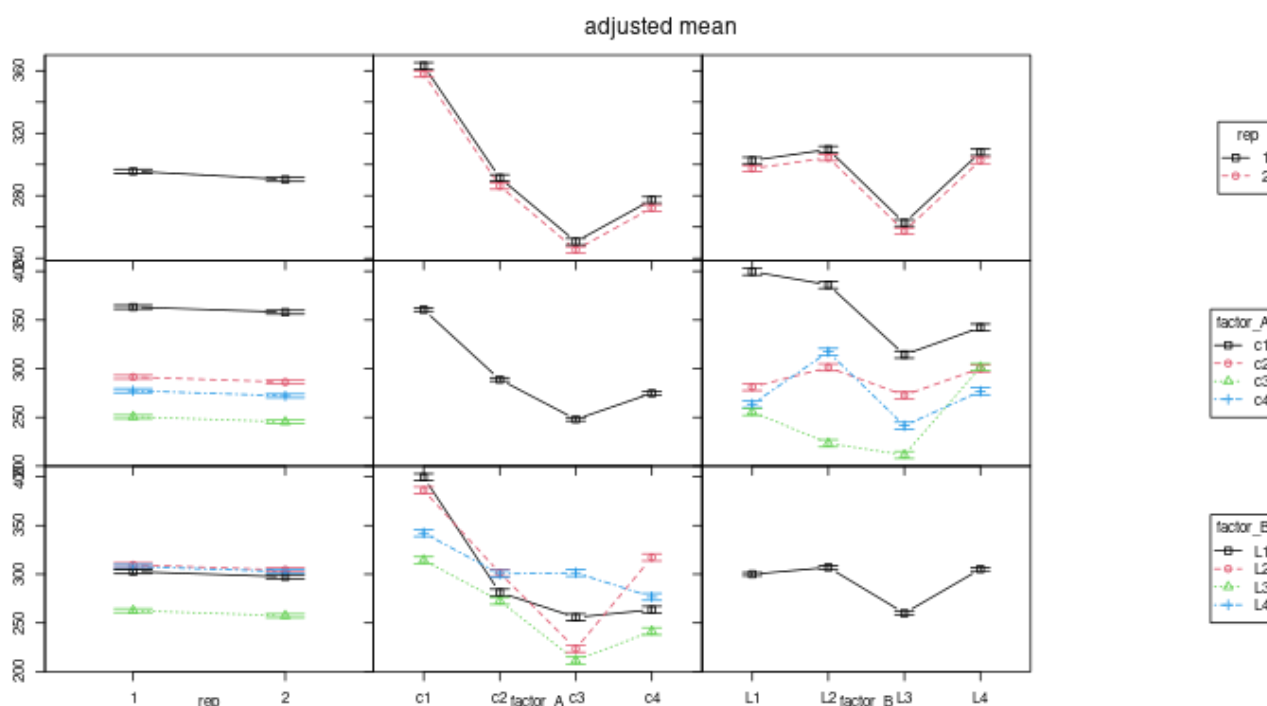 adjusted mean
360
320
280
240
rep
1
2
400
350
300
250
200
factor_A
c1
c2
c3
c4
400
350
300
250
200
factor_B
L1
L2
L3
L4
1 rep 2 c1 c2 factor_A c3 c4 L1 L2 factor_B L3 L4